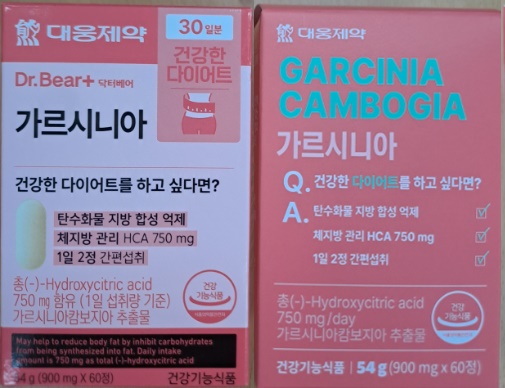 대웅제약
30일분
건강한
다이어트
Dr.Bear+ 닥터베어
가르시니아
건강한 다이어트를 하고 싶다면?
탄수화물 지방 합성 억제
체지방 관리 HCA 750 mg
1일 2정 간편섭취
총(-)-Hydroxycitric acid
750 mg 함유 (1일 섭취량 기준)
가르시니아캄보지아 추출물
건강
기능식품
May help to reduce body fat by inhibit carbohydrates
from being synthesized into fat. Daily intake
amount is 750 mg as total (-)-hydroxycitric acid
54 g (900 mg X 60정)
건강기능식품
대웅제약
GARCINIA
CAMBOGIA
가르시니아
Q. 건강한 다이어트를 하고 싶다면?
A. 탄수화물 지방 합성 억제
체지방 관리 HCA 750 mg
1일 2정 간편섭취
총(-)-Hydroxycitric acid
750 mg/day
가르시니아캄보지아 추출물
건강
기능식품
건강기능식품 | 54 g (900 mg X 60정)